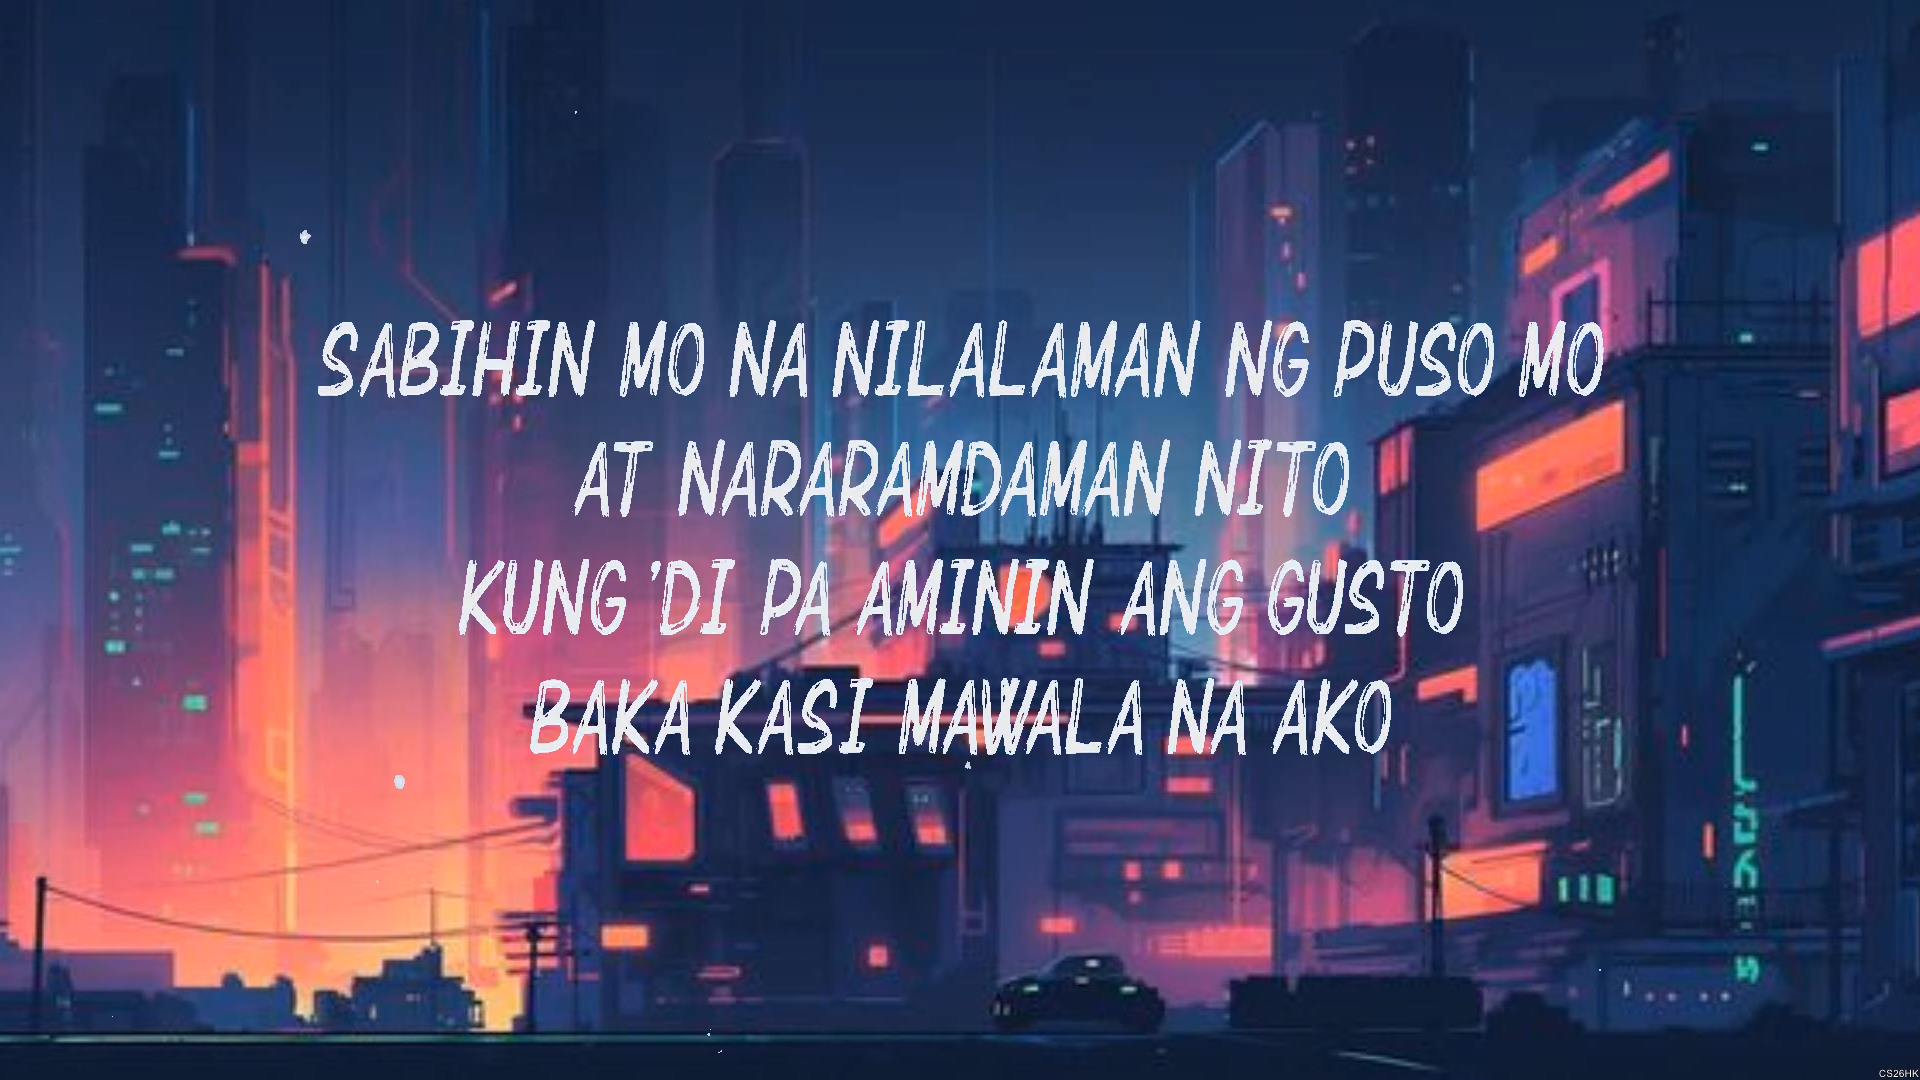 SABIHIN MO NA NILALAMAN NG PUSO MO
AT NARARAMDAMAN NITO
KUNG 'DI PA AMININ ANG GUSTO
BAKA KASI MAWALA NA AKO
CS26HK